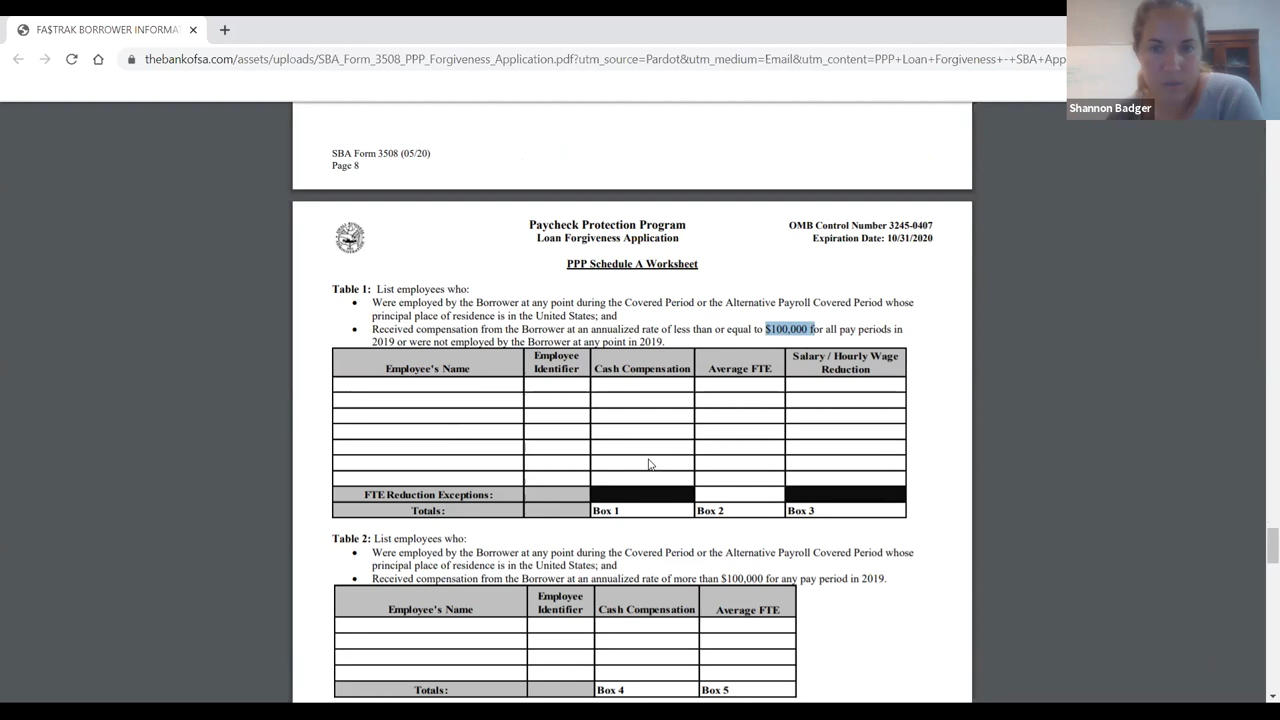 FA$TRAK BORROWER INFORMA
thebankofsa.com/assets/uploads/SBA_Form_3508_PPP_Forgiveness_Application.pdf?utm_source=Pardot&utm_medium=Email&utm_content=PPP+Loan+Forgiveness+-+SBA+App
Shannon Badger
SBA Form 3508 (05/20)
Page 8
Paycheck Protection Program
Loan Forgiveness Application
OMB Control Number 3245-0407
Expiration Date: 10/31/2020
PPP Schedule A Worksheet
Table 1: List employees who:
• Were employed by the Borrower at any point during the Covered Period or the Alternative Payroll Covered Period whose
principal place of residence is in the United States; and
• Received compensation from the Borrower at an annualized rate of less than or equal to $100,000 for all pay periods in
2019 or were not employed by the Borrower at any point in 2019.
Employee's Name Employee Identifier Cash Compensation Average FTE Salary / Hourly Wage Reduction
FTE Reduction Exceptions:
Totals: Box 1 Box 2 Box 3
Table 2: List employees who:
• Were employed by the Borrower at any point during the Covered Period or the Alternative Payroll Covered Period whose
principal place of residence is in the United States; and
• Received compensation from the Borrower at an annualized rate of more than $100,000 for any pay period in 2019.
Employee's Name Employee Identifier Cash Compensation Average FTE
Totals: Box 4 Box 5